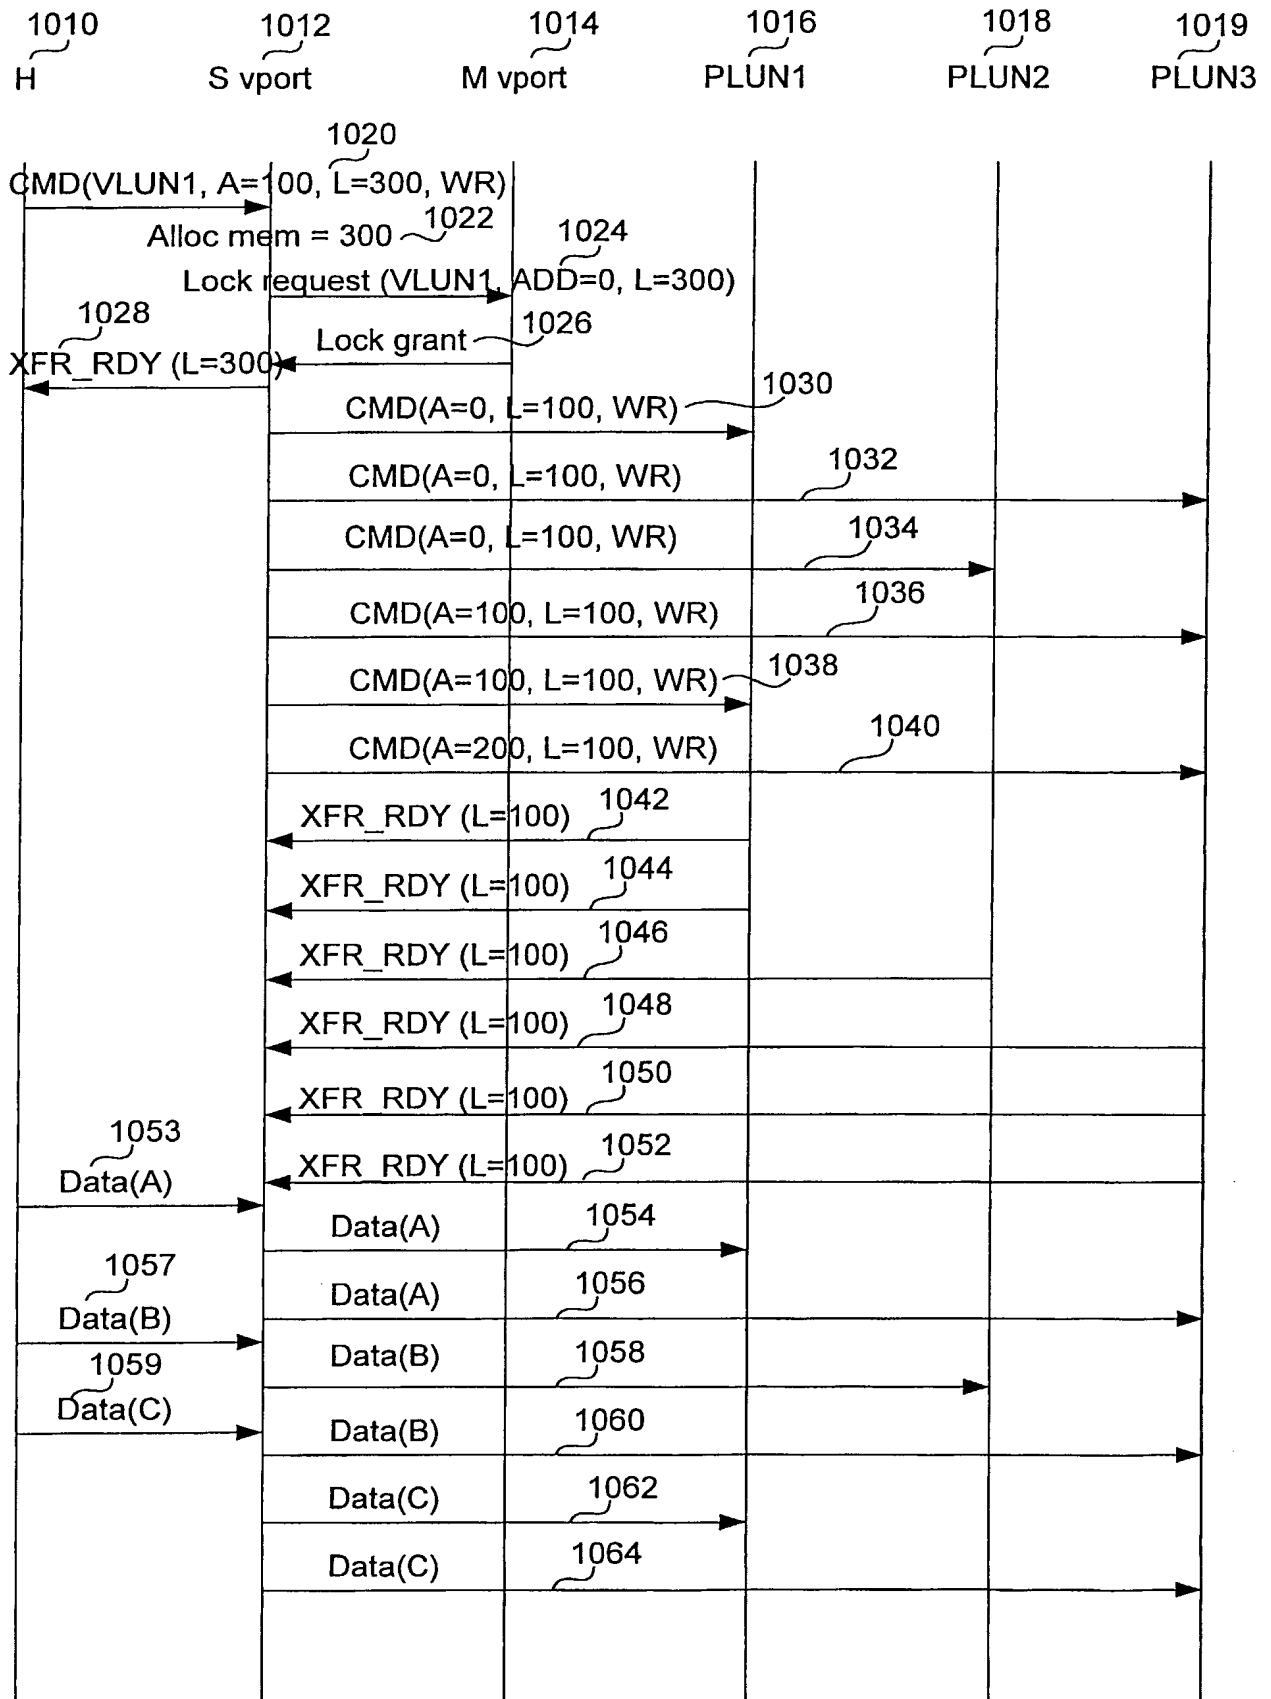 1010 1012 1014 1016 1018 1019
H S vport M vport PLUN1 PLUN2 PLUN3
1020
CMD(VLUN1, A=100, L=300, WR)
Alloc mem = 300 1022
1024
Lock request (VLUN1, ADD=0, L=300)
1028 Lock grant 1026
XFR_RDY (L=300)
CMD(A=0, L=100, WR) 1030
CMD(A=0, L=100, WR) 1032
CMD(A=0, L=100, WR) 1034
CMD(A=100, L=100, WR) 1036
CMD(A=100, L=100, WR) 1038
CMD(A=200, L=100, WR) 1040
XFR_RDY (L=100) 1042
XFR_RDY (L=100) 1044
XFR_RDY (L=100) 1046
XFR_RDY (L=100) 1048
XFR_RDY (L=100) 1050
1053
XFR_RDY (L=100) 1052
Data(A)
Data(A) 1054
1057
Data(A) 1056
Data(B)
Data(B) 1058
1059
Data(C)
Data(B) 1060
Data(C) 1062
Data(C) 1064